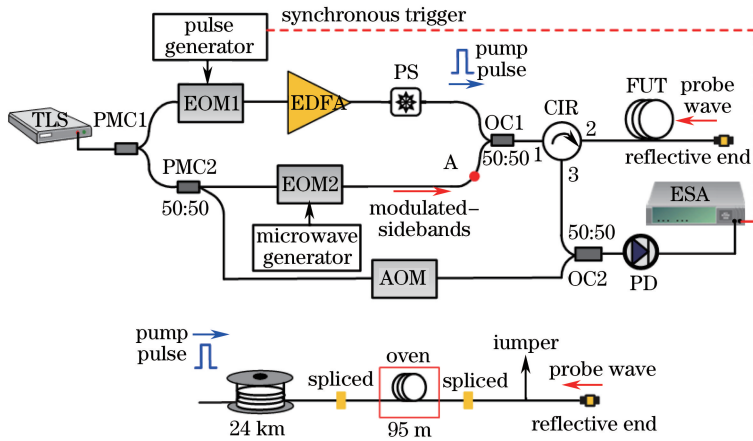 pulse
generator
synchronous trigger
pump
pulse
TLS
PMC1
EOM1
EDFA
PS
OC1
50:50
CIR
1
2
3
FUT
probe
wave
reflective end
PMC2
50:50
EOM2
A
modulated–
sidebands
microwave
generator
AOM
50:50
OC2
PD
ESA
pump
pulse
24 km
spliced
oven
95 m
spliced
iumper
probe wave
reflective end